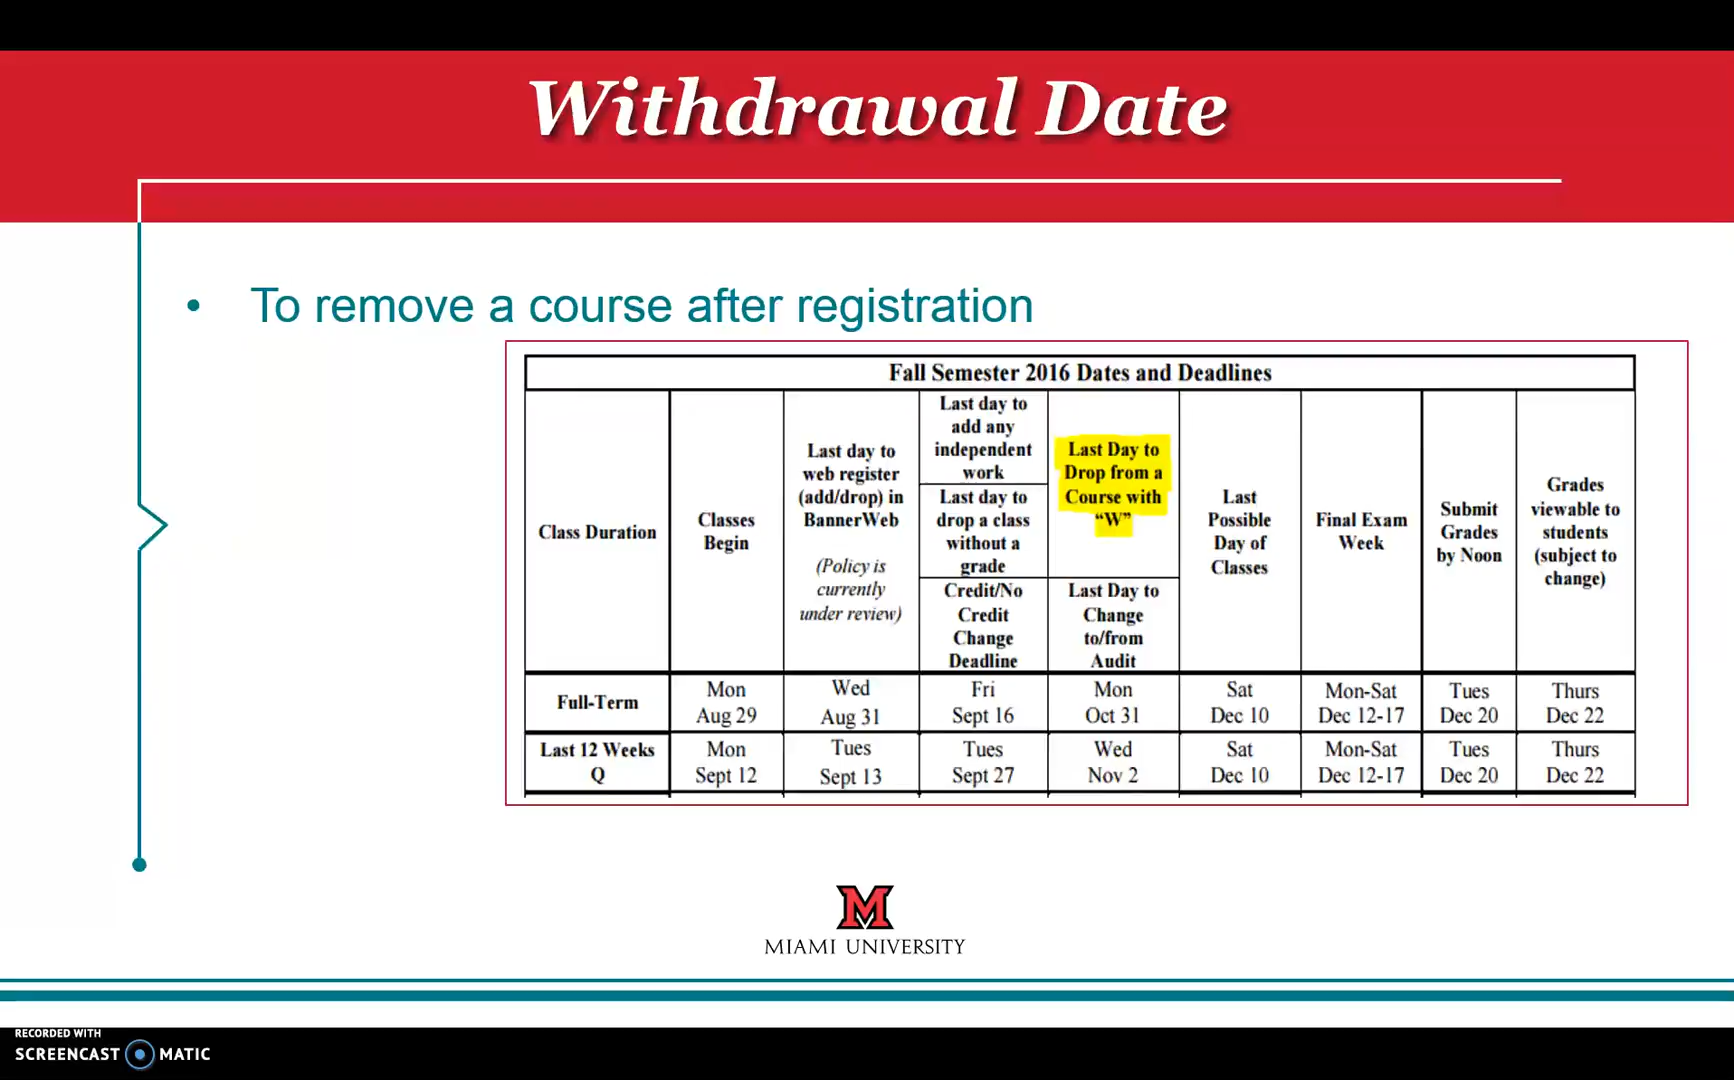 Withdrawal Date
• To remove a course after registration
Fall Semester 2016 Dates and Deadlines
Class Duration
Classes
Begin
Last day to
web register
(add/drop) in
BannerWeb
(Policy is
currently
under review)
Last day to
add any
independent
work
Last day to
drop a class
without a
grade
Credit/No
Credit
Change
Deadline
Last Day to
Drop from a
Course with
“W”
Last Day to
Change
to/from
Audit
Last
Possible
Day of
Classes
Final Exam
Week
Submit
Grades
by Noon
Grades
viewable to
students
(subject to
change)
Full-Term
Mon
Aug 29
Wed
Aug 31
Fri
Sept 16
Mon
Oct 31
Sat
Dec 10
Mon-Sat
Dec 12-17
Tues
Dec 20
Thurs
Dec 22
Last 12 Weeks
Q
Mon
Sept 12
Tues
Sept 13
Tues
Sept 27
Wed
Nov 2
Sat
Dec 10
Mon-Sat
Dec 12-17
Tues
Dec 20
Thurs
Dec 22
M
MIAMI UNIVERSITY
RECORDED WITH
SCREENCAST MATIC